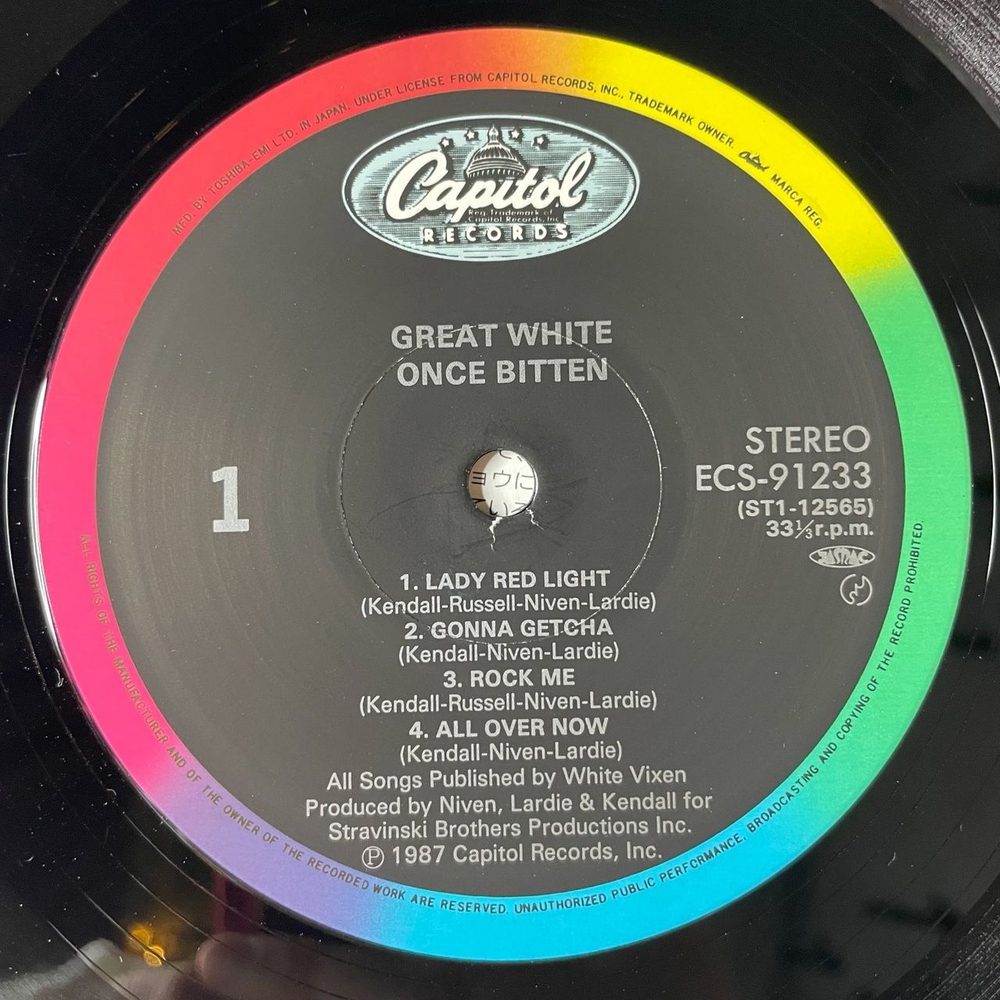 MFD. BY TOSHIBA-EMI LTD. IN JAPAN. UNDER LICENSE FROM CAPITOL RECORDS, INC., TRADEMARK OWNER. Capitol MARCA REG.
Capitol
Reg. Trademark of
Capitol Records, Inc.
RECORDS
GREAT WHITE
ONCE BITTEN
STEREO
ECS-91233
(ST1-12565)
33⅓r.p.m.
JASRAC
1
ョウに
1. LADY RED LIGHT
(Kendall-Russell-Niven-Lardie)
2. GONNA GETCHA
(Kendall-Niven-Lardie)
3. ROCK ME
(Kendall-Russell-Niven-Lardie)
4. ALL OVER NOW
(Kendall-Niven-Lardie)
All Songs Published by White Vixen
Produced by Niven, Lardie & Kendall for
Stravinski Brothers Productions Inc.
Ⓟ 1987 Capitol Records, Inc.
ALL RIGHTS OF THE MANUFACTURER AND OF THE OWNER OF THE RECORDED WORK ARE RESERVED. UNAUTHORIZED PUBLIC PERFORMANCE, BROADCASTING AND COPYING OF THE RECORD PROHIBITED.